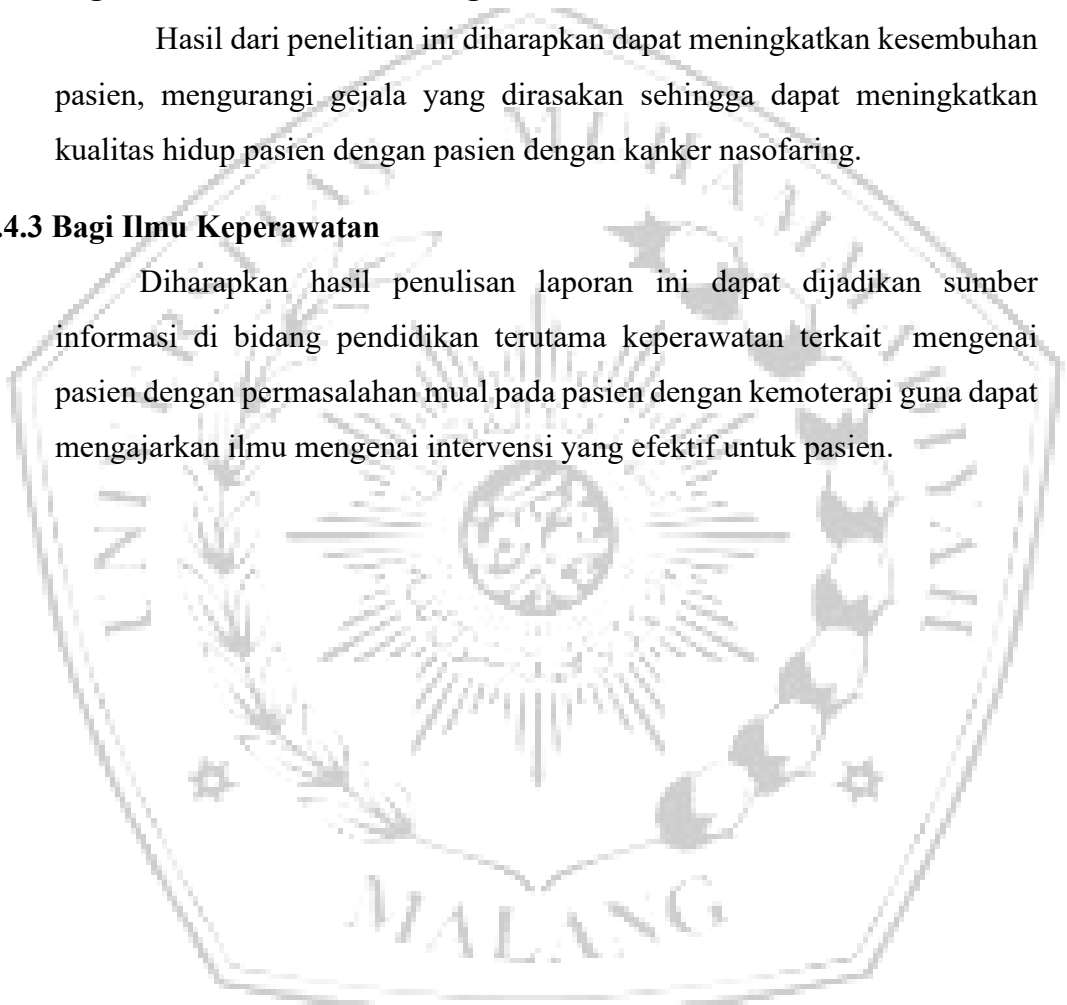 Hasil dari penelitian ini diharapkan dapat meningkatkan kesembuhan
pasien, mengurangi gejala yang dirasakan sehingga dapat meningkatkan
kualitas hidup pasien dengan pasien dengan kanker nasofaring.
.4.3 Bagi Ilmu Keperawatan
Diharapkan hasil penulisan laporan ini dapat dijadikan sumber
informasi di bidang pendidikan terutama keperawatan terkait mengenai
pasien dengan permasalahan mual pada pasien dengan kemoterapi guna dapat
mengajarkan ilmu mengenai intervensi yang efektif untuk pasien.
MALANG